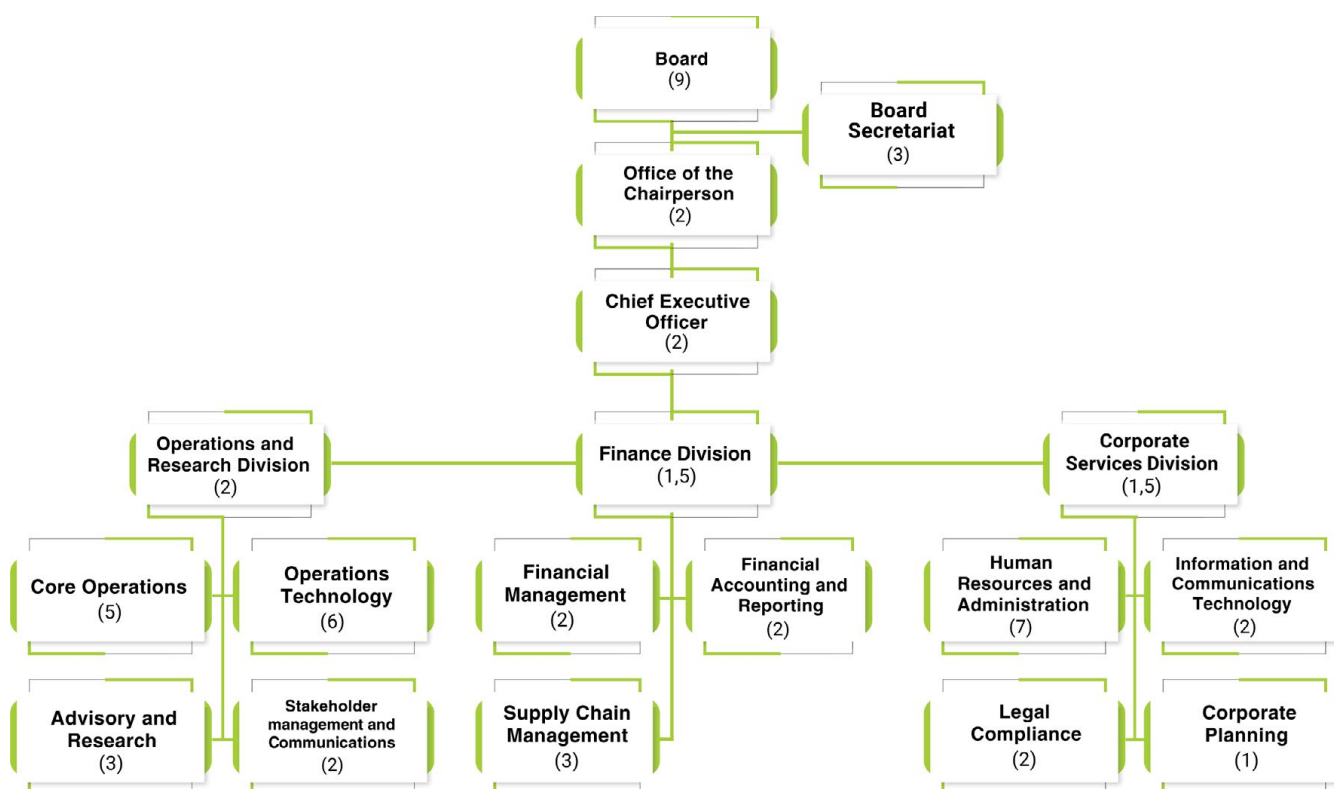 Board
(9)
Board
Secretariat
(3)
Office of the
Chairperson
(2)
Chief Executive
Officer
(2)
Operations and
Research Division
(2)
Finance Division
(1,5)
Corporate
Services Division
(1,5)
Core Operations
(5)
Operations
Technology
(6)
Financial
Management
(2)
Financial
Accounting and
Reporting
(2)
Human
Resources and
Administration
(7)
Information and
Communications
Technology
(2)
Advisory and
Research
(3)
Stakeholder
management and
Communications
(2)
Supply Chain
Management
(3)
Legal
Compliance
(2)
Corporate
Planning
(1)